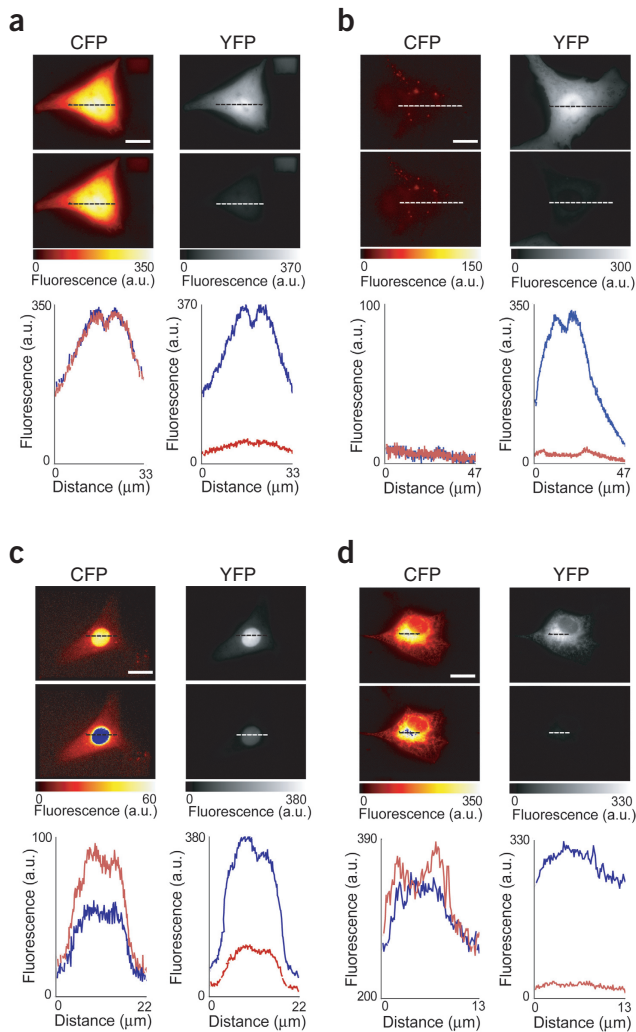 a
CFP YFP
0 350
Fluorescence (a.u.)
0 370
Fluorescence (a.u.)
350
Fluorescence (a.u.)
0
0 33
Distance (μm)
370
Fluorescence (a.u.)
0
0 33
Distance (μm)
b
CFP YFP
0 150
Fluorescence (a.u.)
0 300
Fluorescence (a.u.)
100
Fluorescence (a.u.)
0
0 47
Distance (μm)
350
Fluorescence (a.u.)
0
0 47
Distance (μm)
c
CFP YFP
0 60
Fluorescence (a.u.)
0 380
Fluorescence (a.u.)
100
Fluorescence (a.u.)
0
0 22
Distance (μm)
380
Fluorescence (a.u.)
0
0 22
Distance (μm)
d
CFP YFP
0 350
Fluorescence (a.u.)
0 330
Fluorescence (a.u.)
390
Fluorescence (a.u.)
200
0 13
Distance (μm)
330
Fluorescence (a.u.)
0
0 13
Distance (μm)